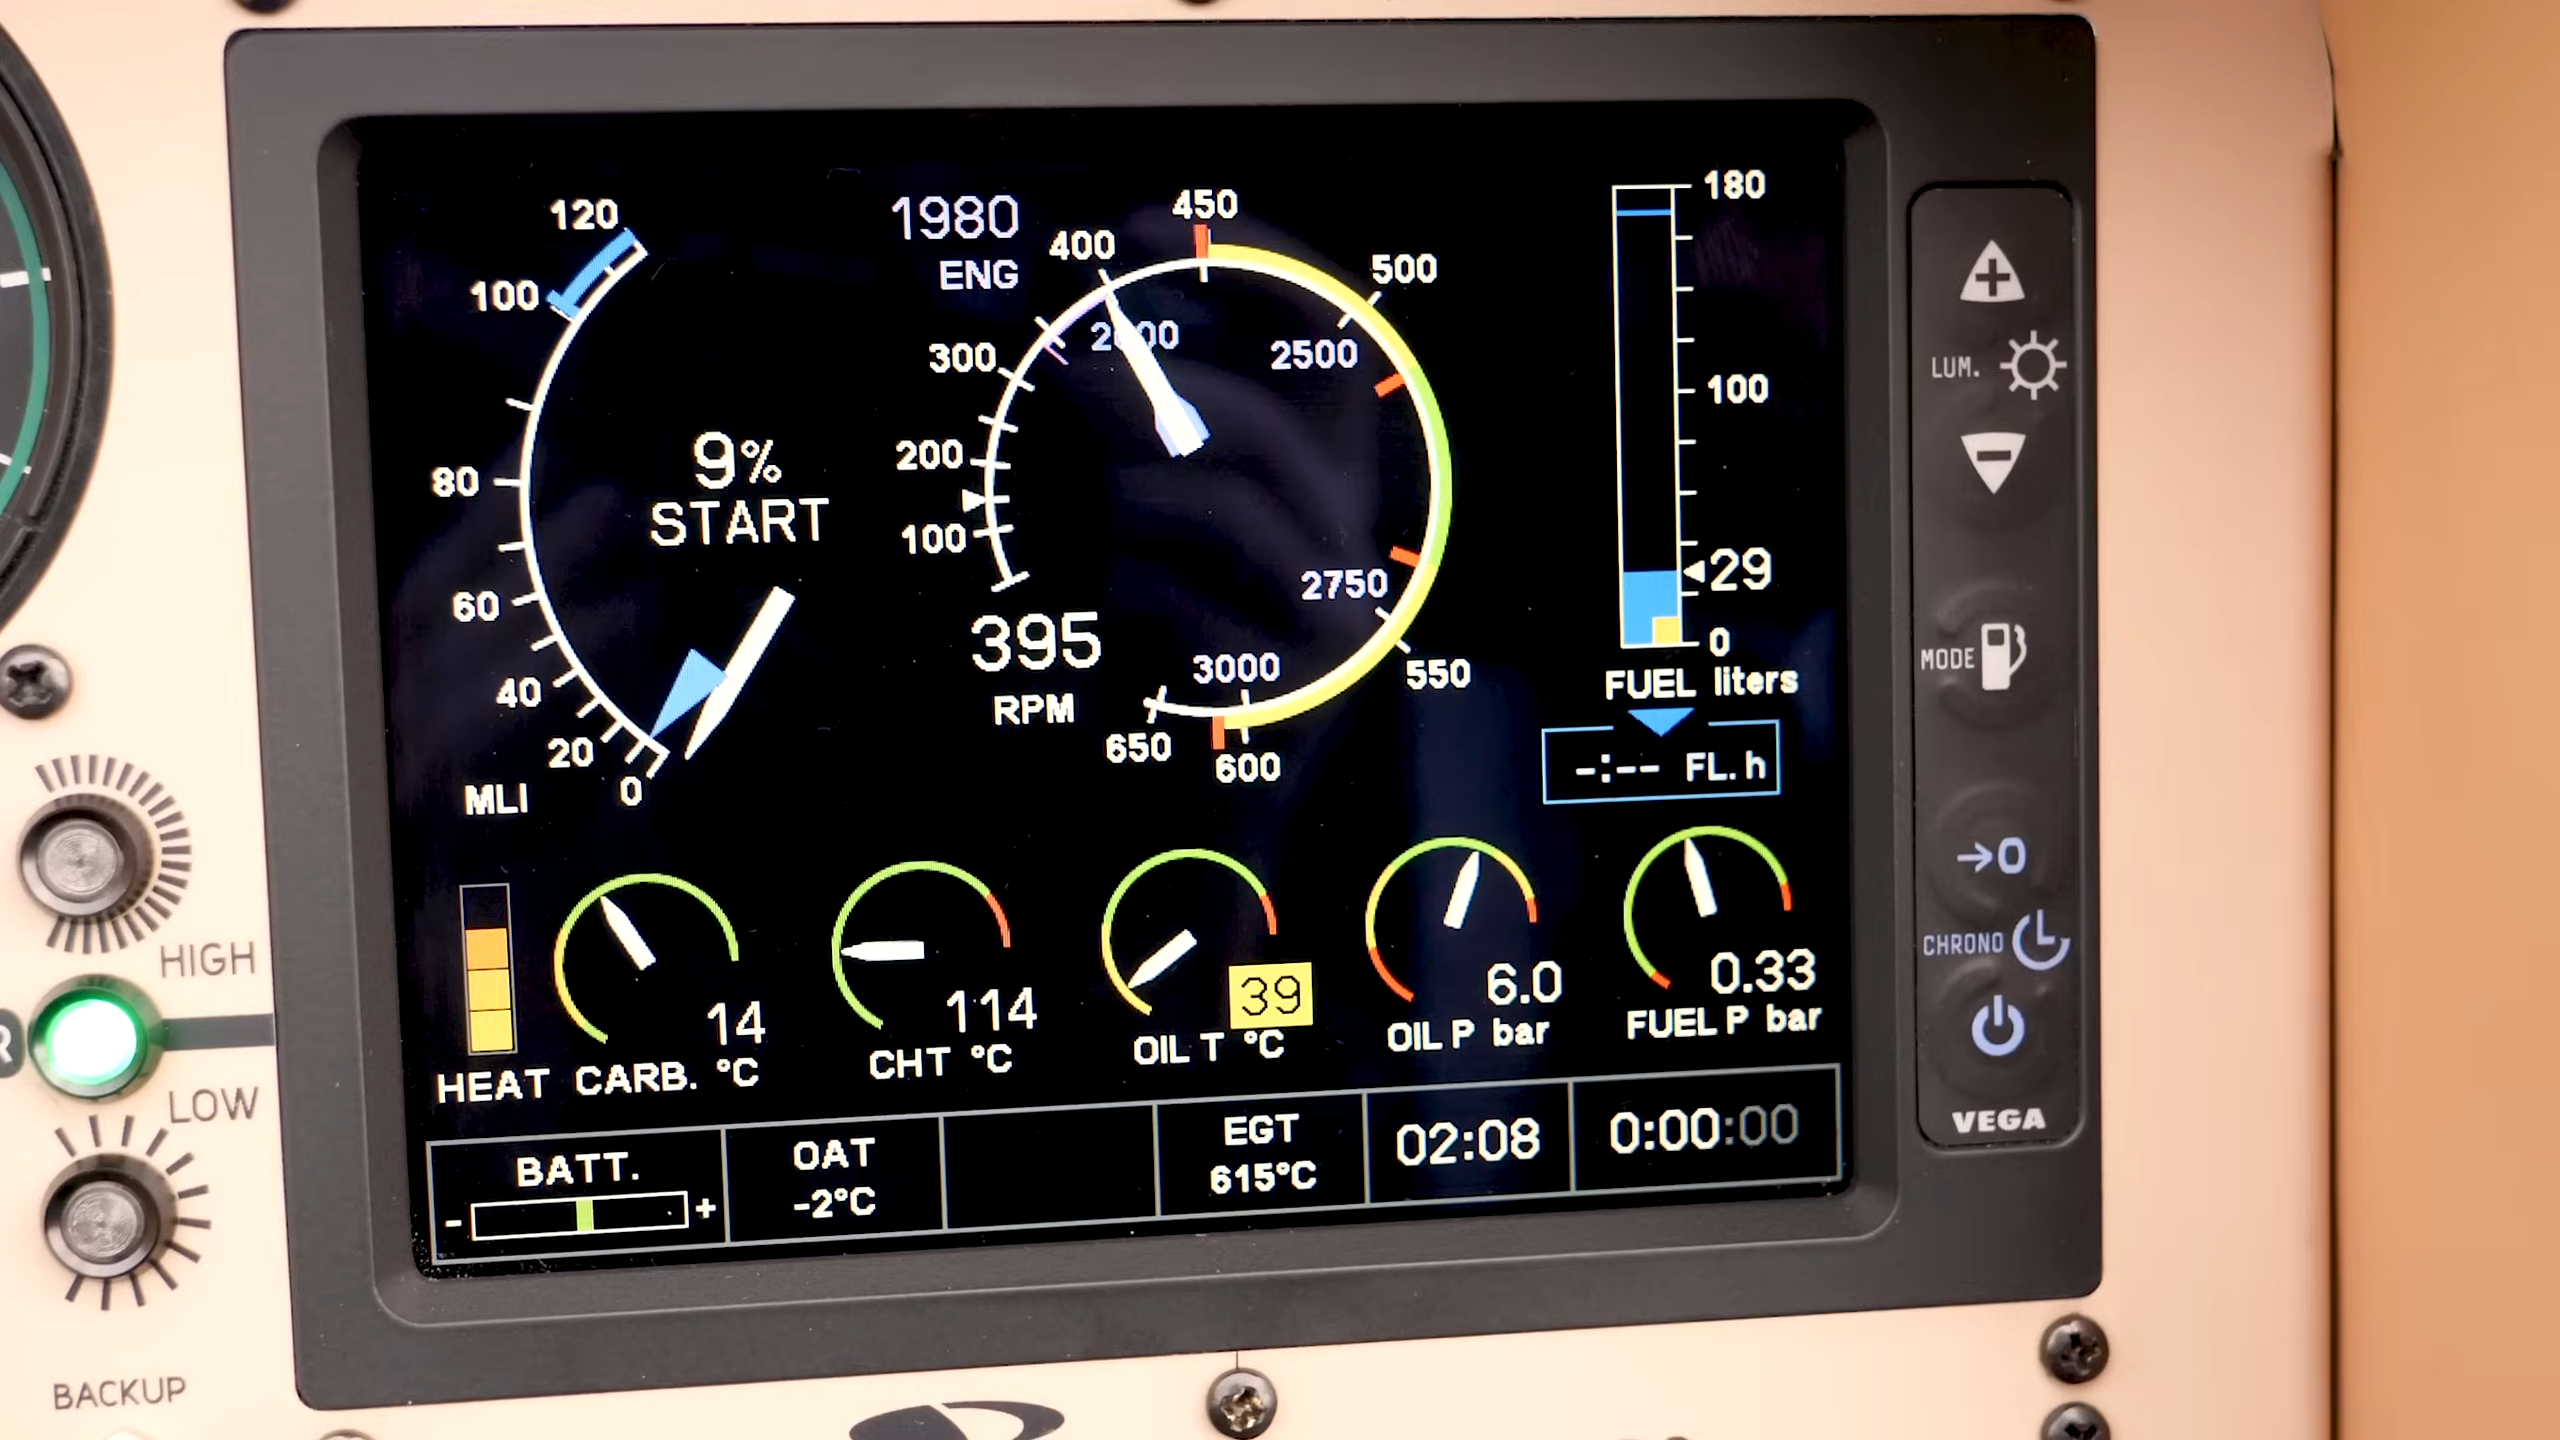 120
100
80
60
40
20
0
MLI
9%
START
1980
ENG
450
400
500
300
2500
200
100
2750
395
RPM
3000
550
650
600
180
100
29
0
FUEL liters
-:-- FL.h
HEAT
14
CARB. °C
114
CHT °C
39
OIL T °C
6.0
OIL P bar
0.33
FUEL P bar
BATT.
- +
OAT
-2°C
EGT
615°C
02:08
0:00:00
+
LUM.
-
MODE
→0
CHRONO
VEGA
HIGH
R
LOW
BACKUP